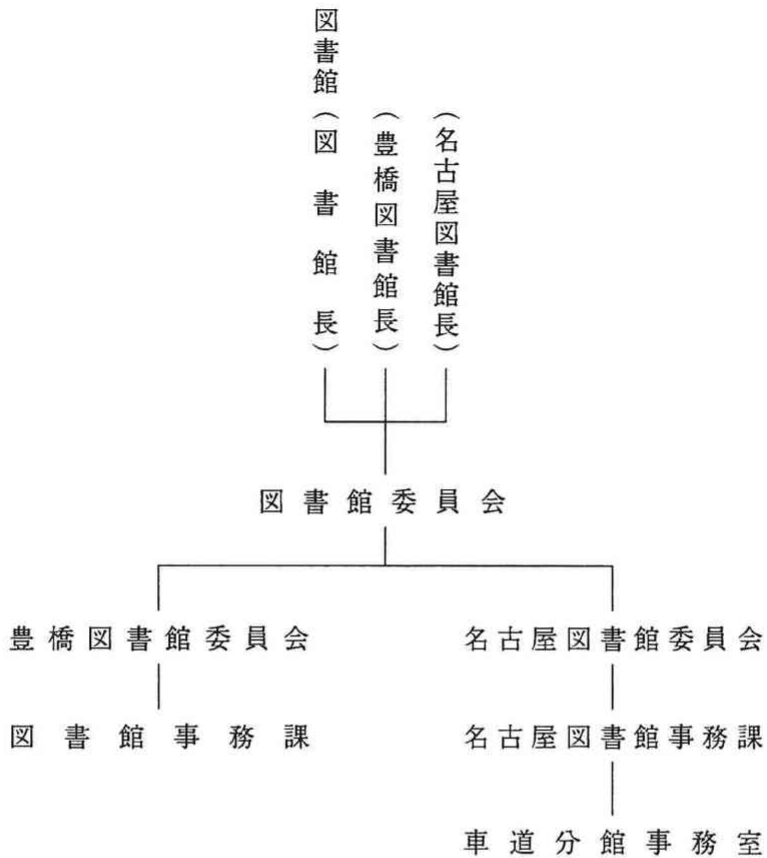 図書館(図書館長)
(豊橋図書館長)
(名古屋図書館長)
図書館委員会
豊橋図書館委員会
名古屋図書館委員会
図書館事務課
名古屋図書館事務課
車道分館事務室